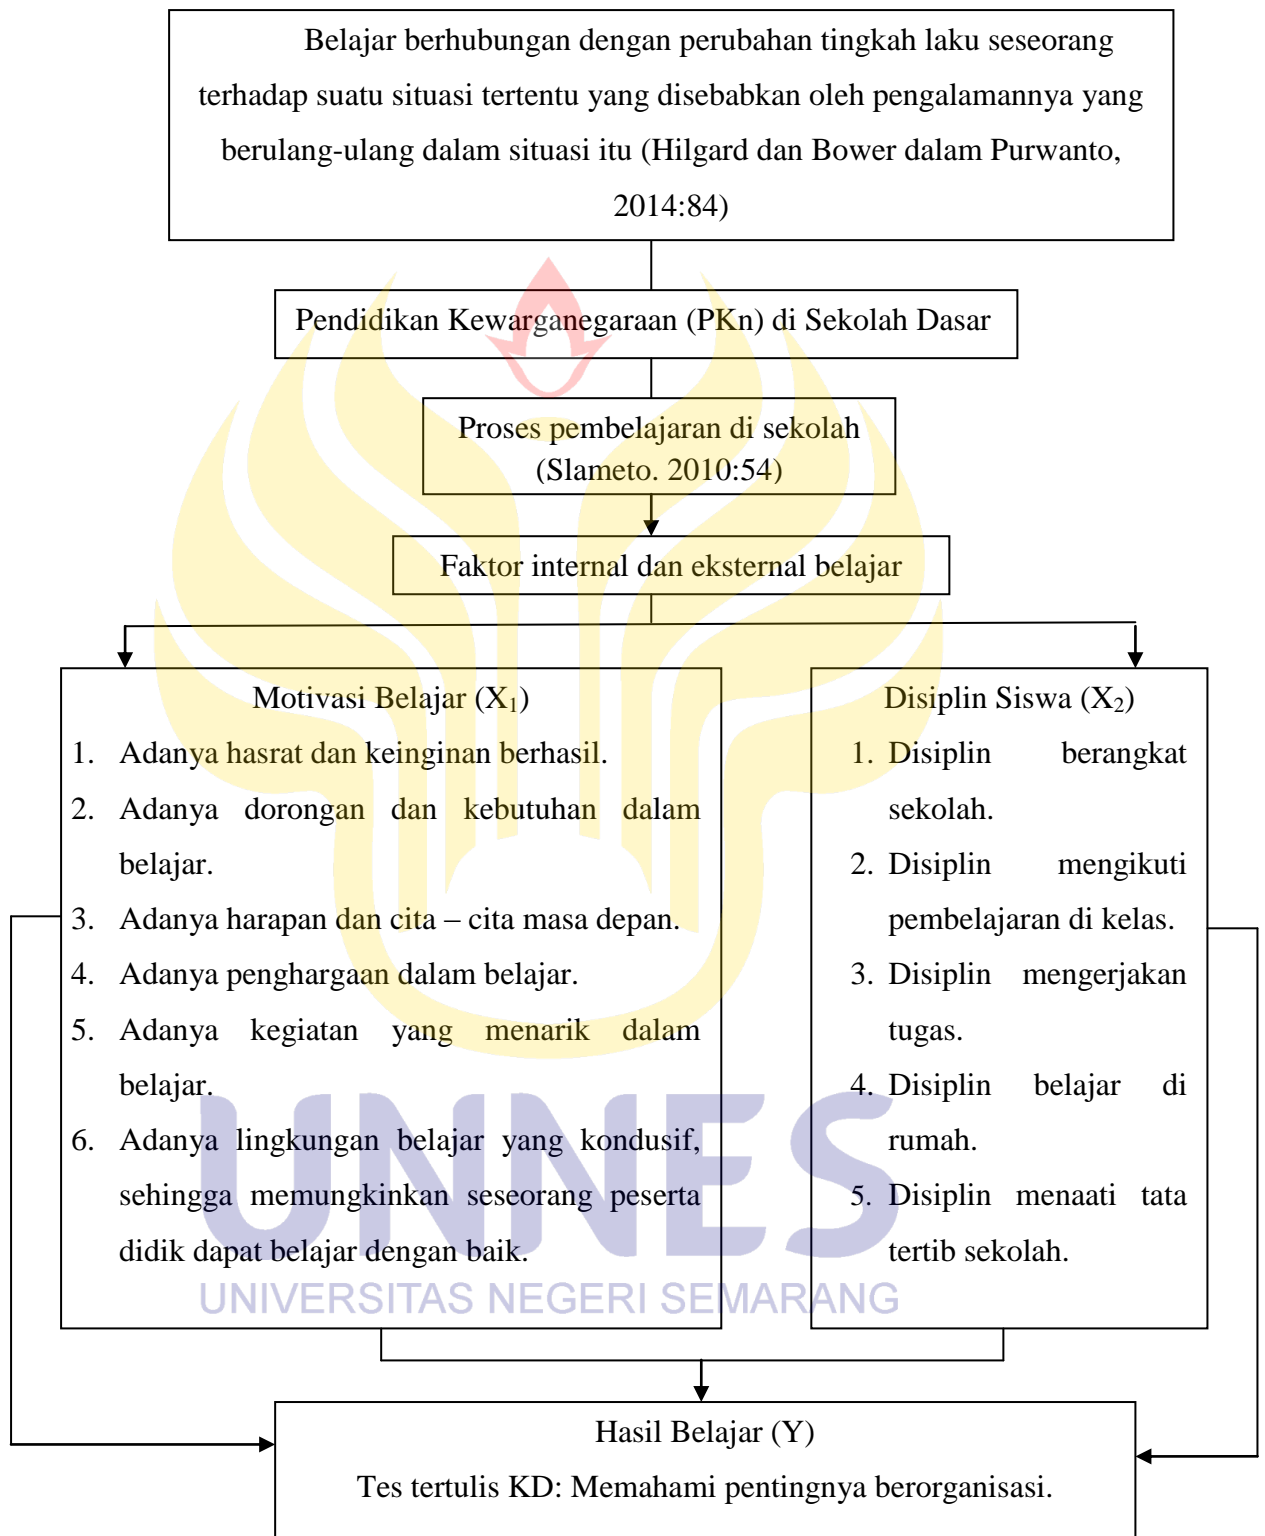 Belajar berhubungan dengan perubahan tingkah laku seseorang
terhadap suatu situasi tertentu yang disebabkan oleh pengalamannya yang
berulang-ulang dalam situasi itu (Hilgard dan Bower dalam Purwanto,
2014:84)
Pendidikan Kewarganegaraan (PKn) di Sekolah Dasar
Proses pembelajaran di sekolah
(Slameto. 2010:54)
Faktor internal dan eksternal belajar
Motivasi Belajar (X₁)
1. Adanya hasrat dan keinginan berhasil.
2. Adanya dorongan dan kebutuhan dalam
belajar.
3. Adanya harapan dan cita – cita masa depan.
4. Adanya penghargaan dalam belajar.
5. Adanya kegiatan yang menarik dalam
belajar.
6. Adanya lingkungan belajar yang kondusif,
sehingga memungkinkan seseorang peserta
didik dapat belajar dengan baik.
Disiplin Siswa (X₂)
1. Disiplin berangkat
sekolah.
2. Disiplin mengikuti
pembelajaran di kelas.
3. Disiplin mengerjakan
tugas.
4. Disiplin belajar di
rumah.
5. Disiplin menaati tata
tertib sekolah.
UNNES
UNIVERSITAS NEGERI SEMARANG
Hasil Belajar (Y)
Tes tertulis KD: Memahami pentingnya berorganisasi.